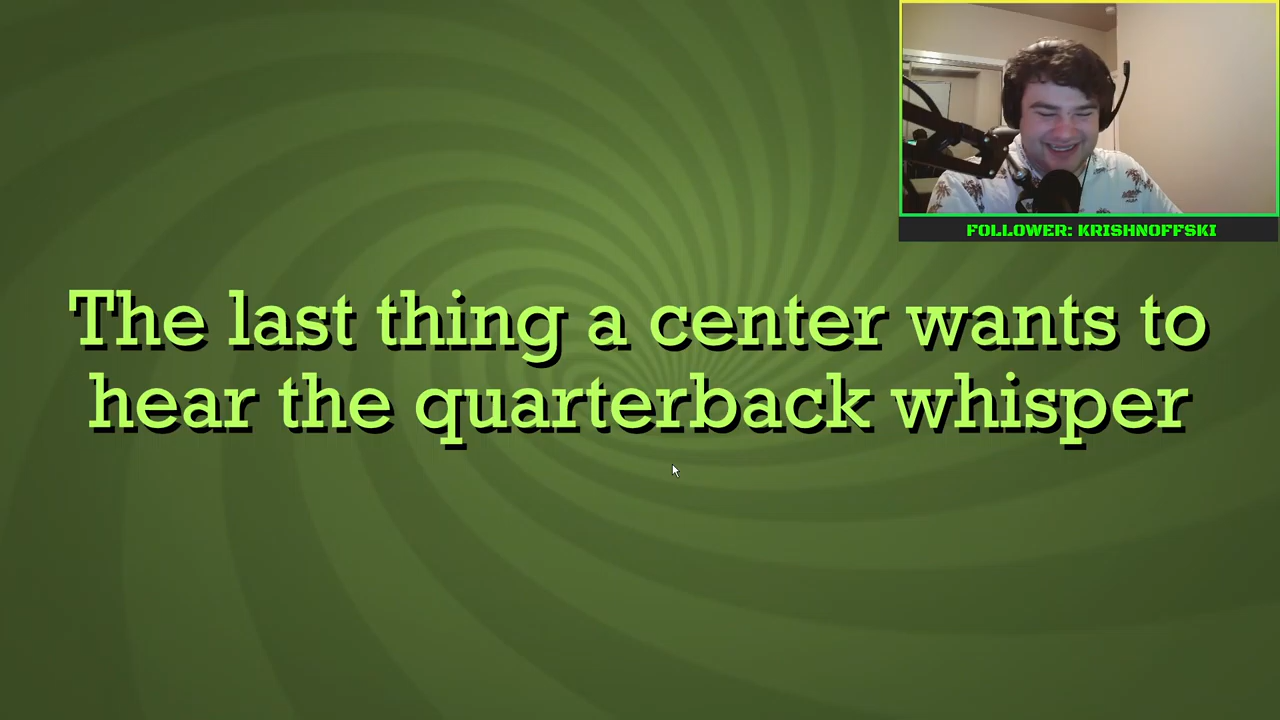 FOLLOWER: KRISHNOFFSKI
The last thing a center wants to
hear the quarterback whisper